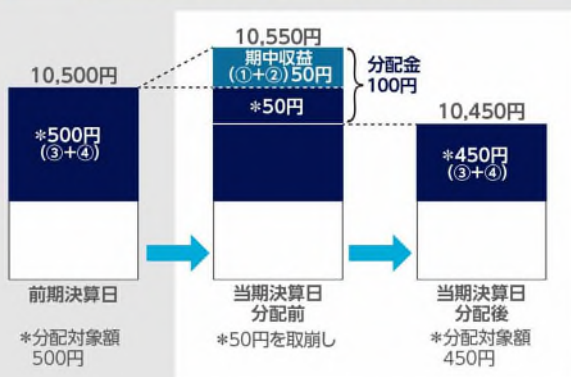 10,500円
*500円
(③+④)
前期決算日
*分配対象額
500円
10,550円
期中収益
(①+②)50円
*50円
分配金
100円
当期決算日
分配前
*50円を取崩し
10,450円
*450円
(③+④)
当期決算日
分配後
*分配対象額
450円